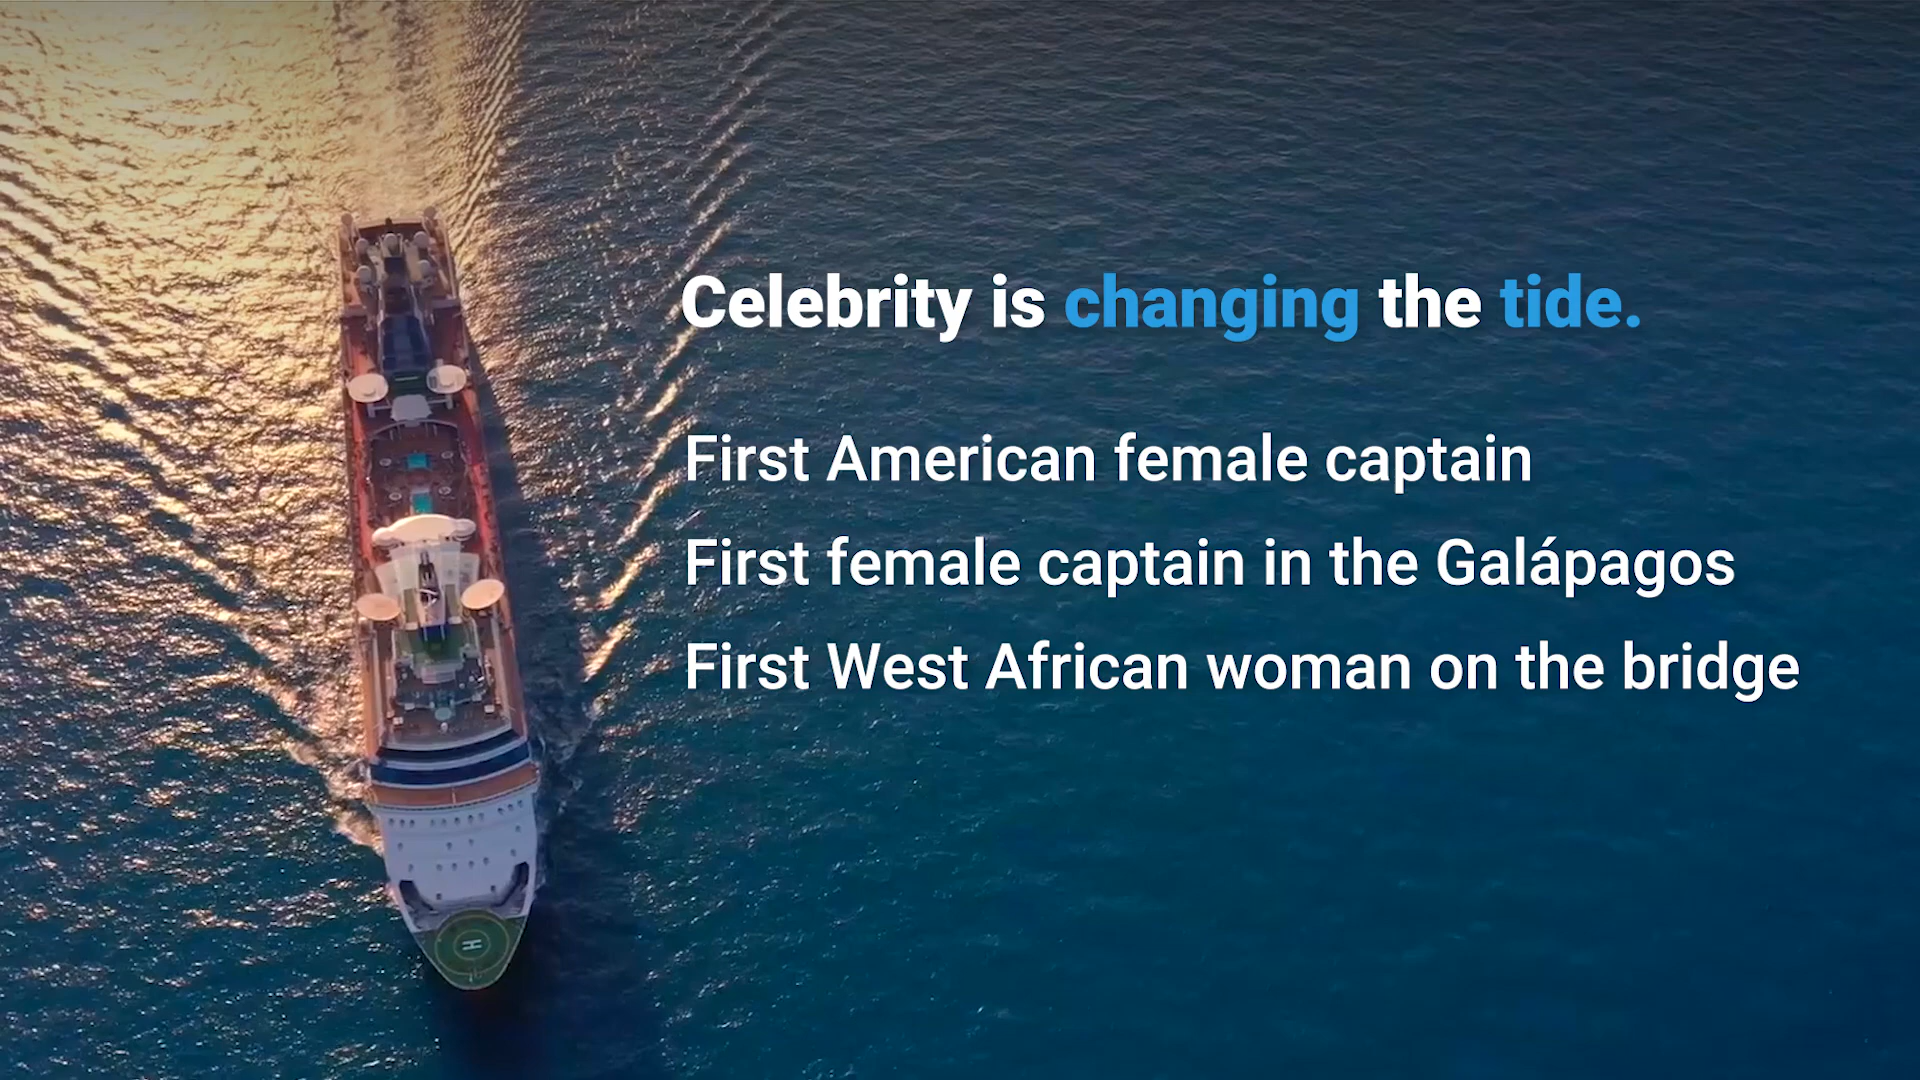 Celebrity is changing the tide.
First American female captain
First female captain in the Galápagos
First West African woman on the bridge
H